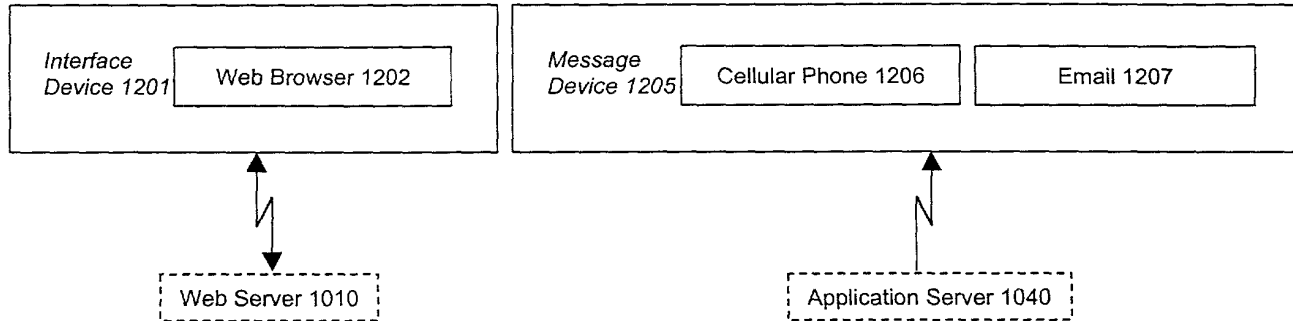 Interface
Device 1201
Web Browser 1202
Message
Device 1205
Cellular Phone 1206
Email 1207
Web Server 1010
Application Server 1040